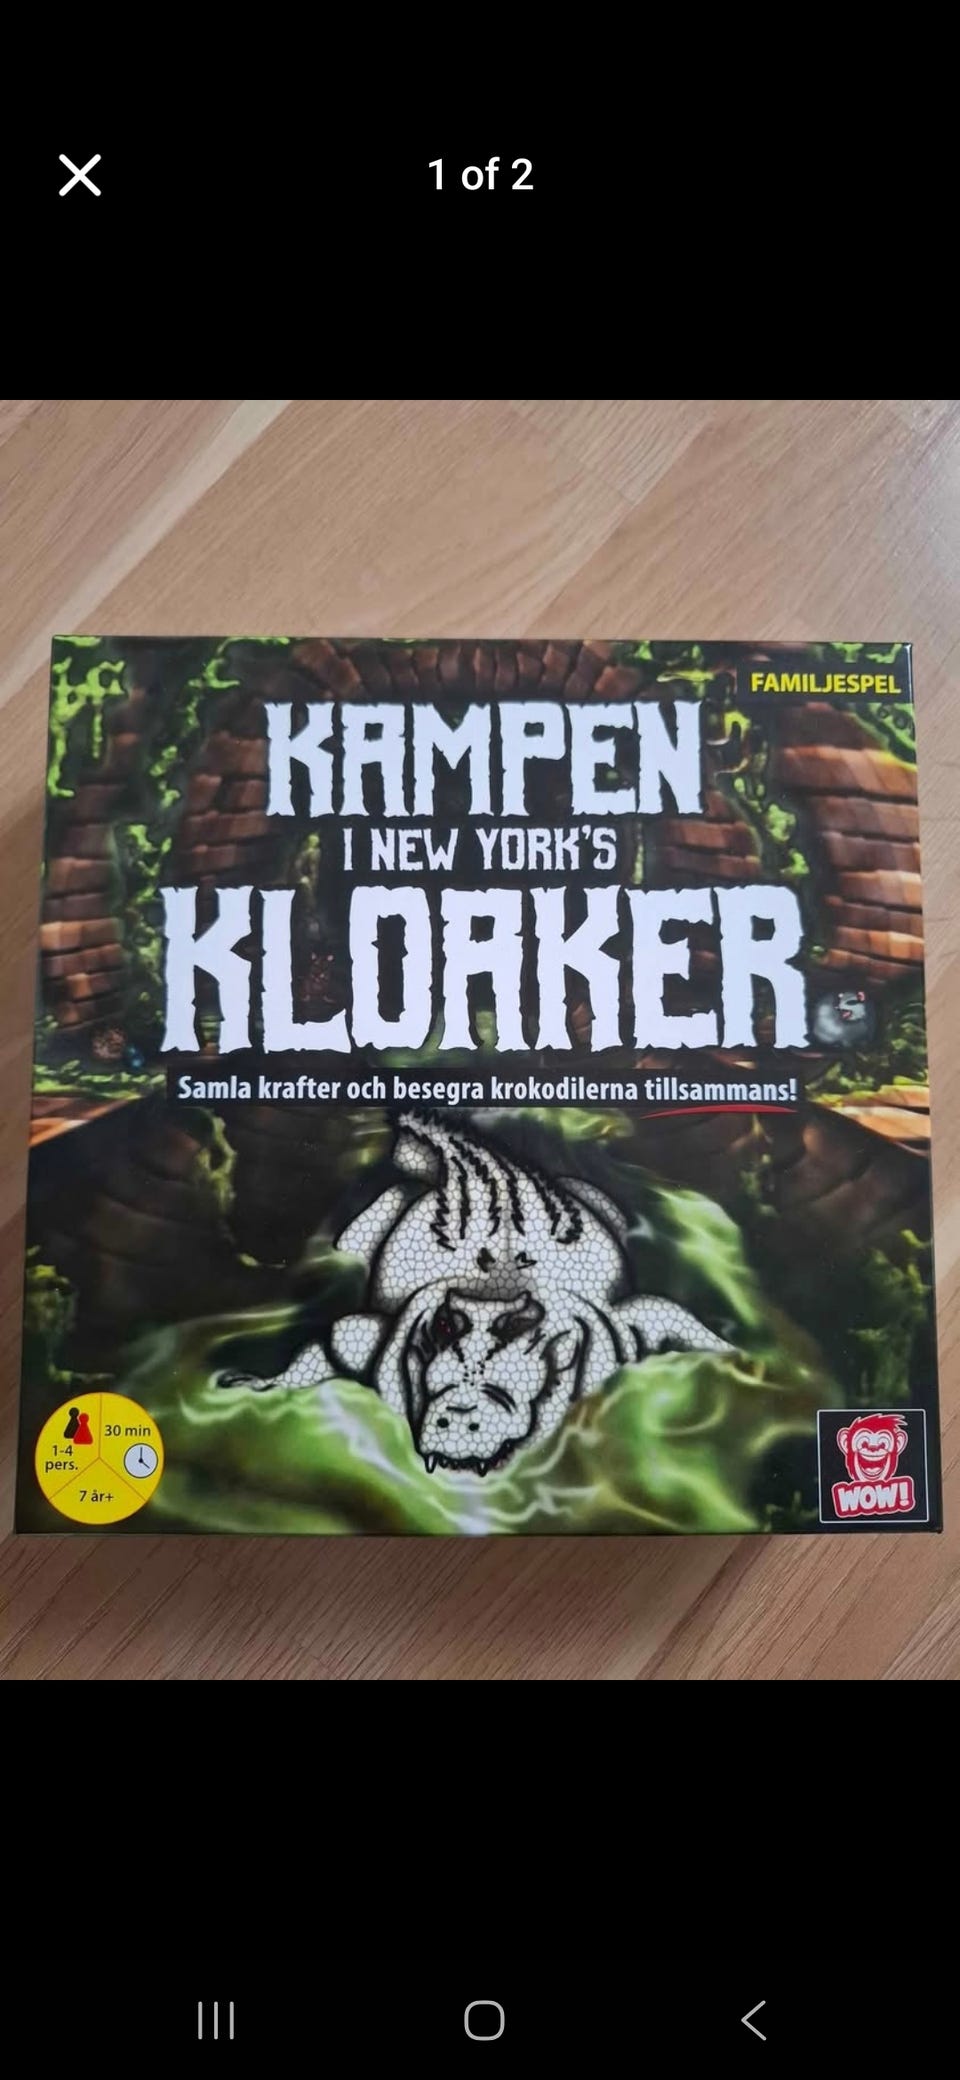 1 of 2
FAMILJESPEL
KAMPEN
I NEW YORK'S
KLOAKER
Samla krafter och besegra krokodilerna tillsammans!
30 min
1-4
pers.
7 år+
WOW!